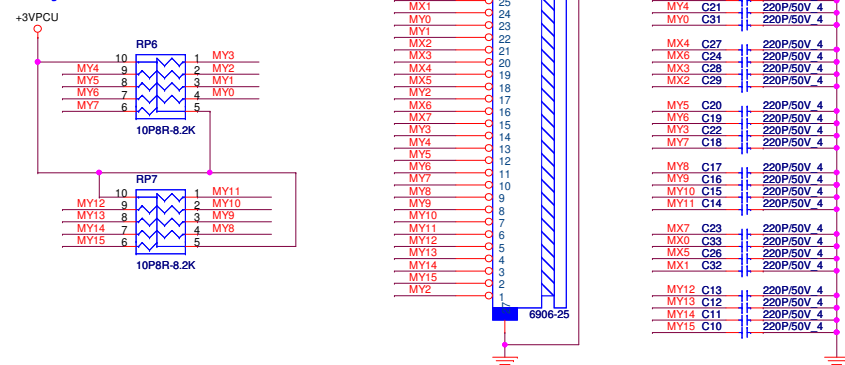 +3VPCU
RP6
10 1 MY3
MY4 9 2 MY2
MY5 8 3 MY1
MY6 7 4 MY0
MY7 6 5
10P8R-8.2K
RP7
10 1 MY11
MY12 9 2 MY10
MY13 8 3 MY9
MY14 7 4 MY8
MY15 6 5
10P8R-8.2K
25
MX1 24
MY0 23
MY1 22
MX2 21
MX3 20
MX4 19
MX5 18
MY2 17
MX6 16
MX7 15
MY3 14
MY4 13
MY5 12
MY6 11
MY7 10
MY8 9
MY9 8
MY10 7
MY11 6
MY12 5
MY13 4
MY14 3
MY15 2
MY2 1
27
6906-25
MY4 C21 220P/50V_4
MY0 C31 220P/50V_4
MX4 C27 220P/50V_4
MX6 C24 220P/50V_4
MX3 C28 220P/50V_4
MX2 C29 220P/50V_4
MY5 C20 220P/50V_4
MY6 C19 220P/50V_4
MY3 C22 220P/50V_4
MY7 C18 220P/50V_4
MY8 C17 220P/50V_4
MY9 C16 220P/50V_4
MY10 C15 220P/50V_4
MY11 C14 220P/50V_4
MX7 C23 220P/50V_4
MX0 C33 220P/50V_4
MX5 C26 220P/50V_4
MX1 C32 220P/50V_4
MY12 C13 220P/50V_4
MY13 C12 220P/50V_4
MY14 C11 220P/50V_4
MY15 C10 220P/50V_4